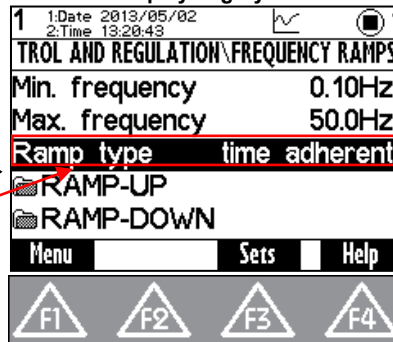 1 1:Date 2013/05/02
2:Time 13:20:43
TROL AND REGULATION\FREQUENCY RAMPS
Min. frequency 0.10Hz
Max. frequency 50.0Hz
Ramp type time adherent
RAMP-UP
RAMP-DOWN
Menu Sets Help
F1 F2 F3 F4